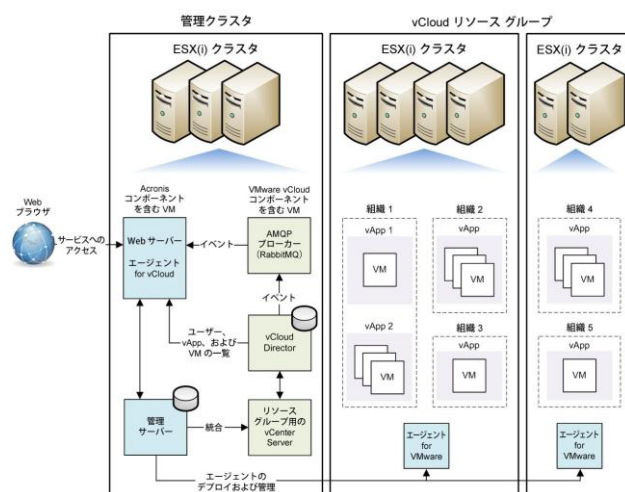 管理クラスタ
ESX(i) クラスタ
Acronis
コンポーネント
を含む VM
VMware vCloud
コンポーネント
を含む VM
Web
ブラウザ
サービスへの
アクセス
Web サーバー
エージェント
for vCloud
イベント
AMQP
ブローカー
(RabbitMQ)
イベント
ユーザー、
vApp、および
VM の一覧
vCloud
Director
管理
サーバー
統合
リソース
グループ用の
vCenter
Server
エージェントの
デプロイおよび管理
vCloud リソース グループ
ESX(i) クラスタ
組織 1
vApp 1
VM
vApp 2
VM
組織 2
vApp
VM
組織 3
vApp
VM
エージェント
for
VMware
ESX(i) クラスタ
組織 4
vApp
VM
組織 5
vApp
VM
エージェント
for
VMware